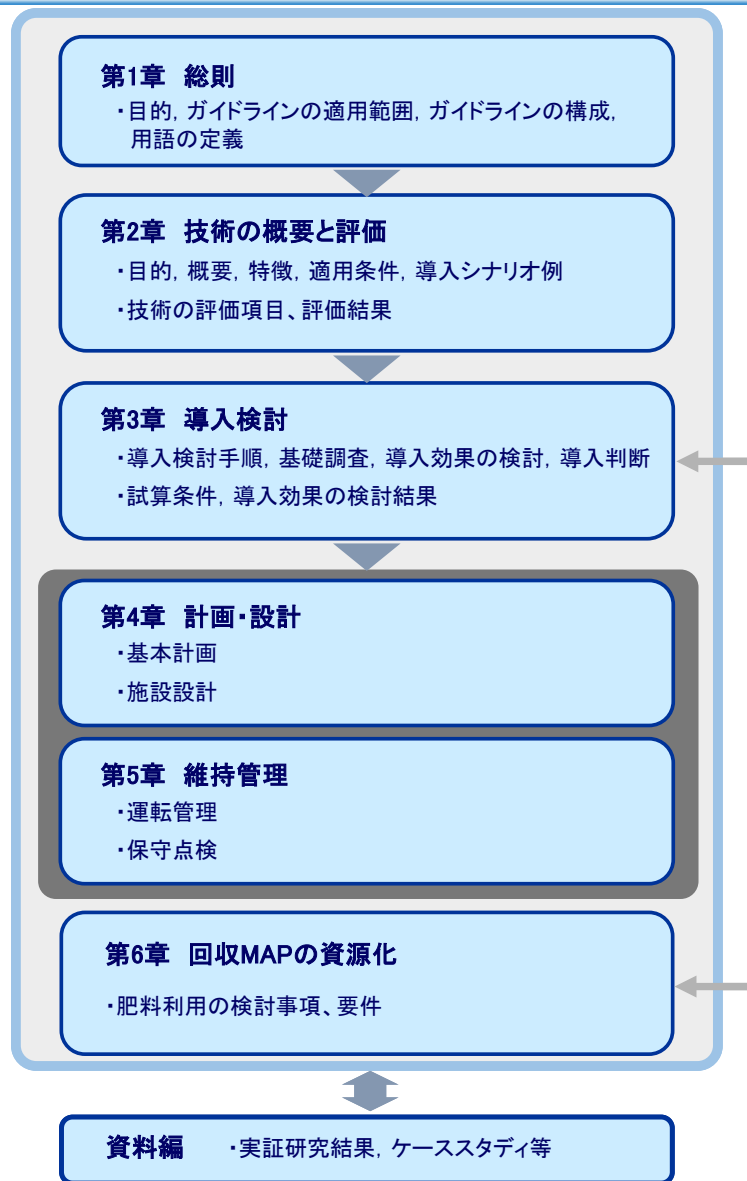 第1章 総則
・目的, ガイドラインの適用範囲, ガイドラインの構成,
用語の定義
第2章 技術の概要と評価
・目的, 概要, 特徴, 適用条件, 導入シナリオ例
・技術の評価項目、評価結果
第3章 導入検討
・導入検討手順, 基礎調査, 導入効果の検討, 導入判断
・試算条件, 導入効果の検討結果
第4章 計画・設計
・基本計画
・施設設計
第5章 維持管理
・運転管理
・保守点検
第6章 回収MAPの資源化
・肥料利用の検討事項、要件
資料編 ・実証研究結果, ケーススタディ等